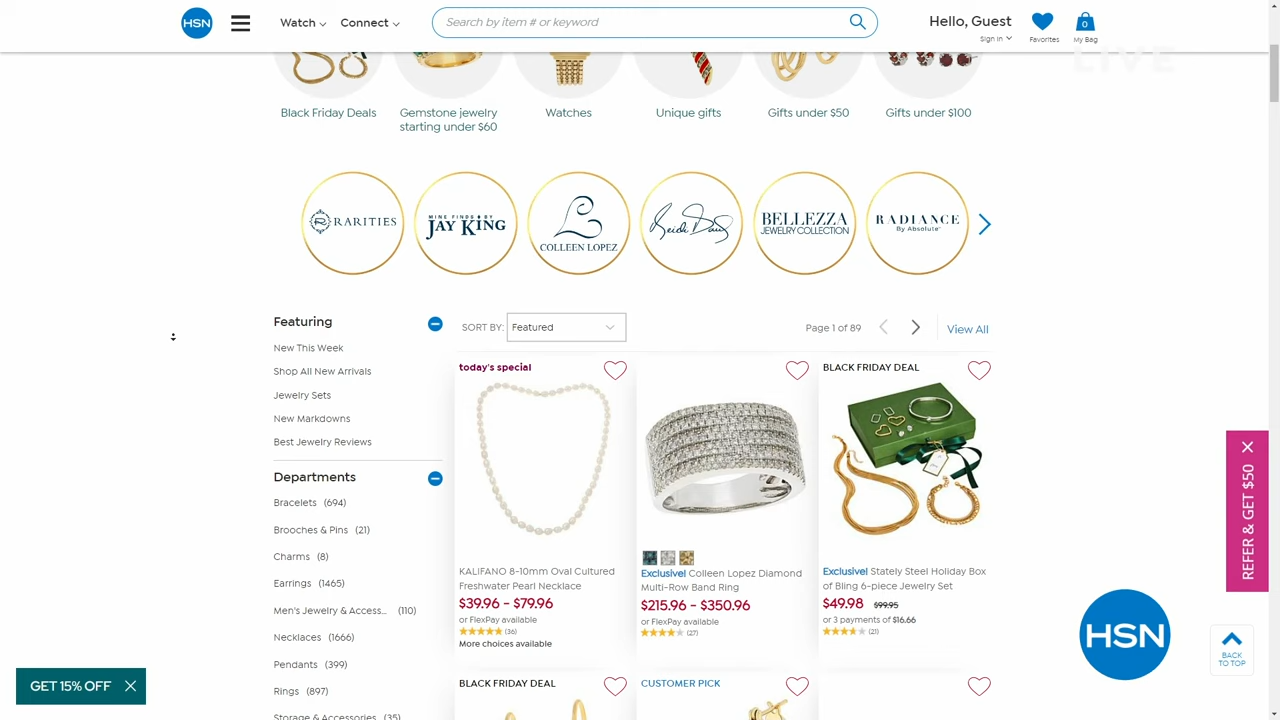 HSN
Watch
Connect
Search by item # or keyword
Hello, Guest
Sign In
Favorites
0
My Bag
LIVE
Black Friday Deals
Gemstone jewelry
starting under $60
Watches
Unique gifts
Gifts under $50
Gifts under $100
RARITIES
MINE FINDS BY
JAY KING
COLLEEN LOPEZ
Heidi Daus
BELLEZZA
JEWELRY COLLECTION
RADIANCE
By Absolute™
Featuring
New This Week
Shop All New Arrivals
Jewelry Sets
New Markdowns
Best Jewelry Reviews
Departments
Bracelets (694)
Brooches & Pins (21)
Charms (8)
Earrings (1465)
Men's Jewelry & Access... (110)
Necklaces (1666)
Pendants (399)
Rings (897)
Storage & Accessories (35)
SORT BY:
Featured
Page 1 of 89
View All
today's special
KALIFANO 8-10mm Oval Cultured
Freshwater Pearl Necklace
$39.96 - $79.96
or FlexPay available
(36)
More choices available
Exclusive! Colleen Lopez Diamond
Multi-Row Band Ring
$215.96 - $350.96
or FlexPay available
(27)
BLACK FRIDAY DEAL
Exclusive! Stately Steel Holiday Box
of Bling 6-piece Jewelry Set
$49.98 $99.95
or 3 payments of $16.66
(21)
BLACK FRIDAY DEAL
CUSTOMER PICK
GET 15% OFF
REFER & GET $50
HSN
BACK
TO TOP